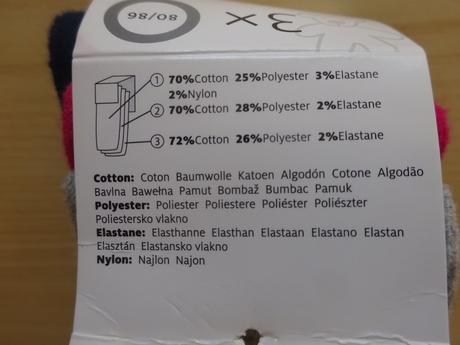 80/86
3 X
1 70%Cotton 25%Polyester 3%Elastane
2%Nylon
2 70%Cotton 28%Polyester 2%Elastane
3 72%Cotton 26%Polyester 2%Elastane
Cotton: Coton Baumwolle Katoen Algodón Cotone Algodão
Bavlna Bawełna Pamut Bombaž Bumbac Pamuk
Polyester: Poliester Poliestere Poliéster Poliészter
Poliestersko vlakno
Elastane: Elasthanne Elasthan Elastaan Elastano Elastan
Elasztán Elastansko vlakno
Nylon: Najlon Najon